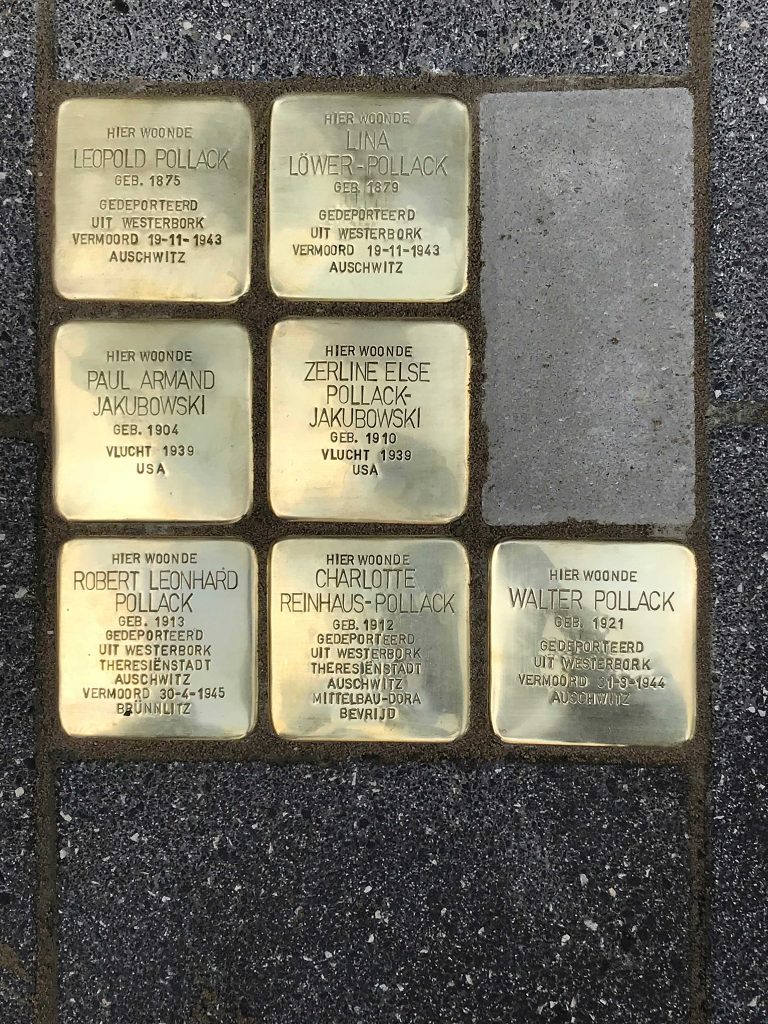 HIER WOONDE
LEOPOLD POLLACK
GEB. 1875
GEDEPORTEERD
UIT WESTERBORK
VERMOORD 19-11-1943
AUSCHWITZ
HIER WOONDE
LINA
LÖWER-POLLACK
GEB. 1879
GEDEPORTEERD
UIT WESTERBORK
VERMOORD 19-11-1943
AUSCHWITZ
HIER WOONDE
PAUL ARMAND
JAKUBOWSKI
GEB. 1904
VLUCHT 1939
USA
HIER WOONDE
ZERLINE ELSE
POLLACK-
JAKUBOWSKI
GEB. 1910
VLUCHT 1939
USA
HIER WOONDE
ROBERT LEONHARD
POLLACK
GEB. 1913
GEDEPORTEERD
UIT WESTERBORK
THERESIËNSTADT
AUSCHWITZ
VERMOORD 30-4-1945
BRÜNNLITZ
HIER WOONDE
CHARLOTTE
REINHAUS-POLLACK
GEB. 1912
GEDEPORTEERD
UIT WESTERBORK
THERESIËNSTADT
AUSCHWITZ
MITTELBAU-DORA
BEVRIJD
HIER WOONDE
WALTER POLLACK
GEB. 1921
GEDEPORTEERD
UIT WESTERBORK
VERMOORD 31-3-1944
AUSCHWITZ